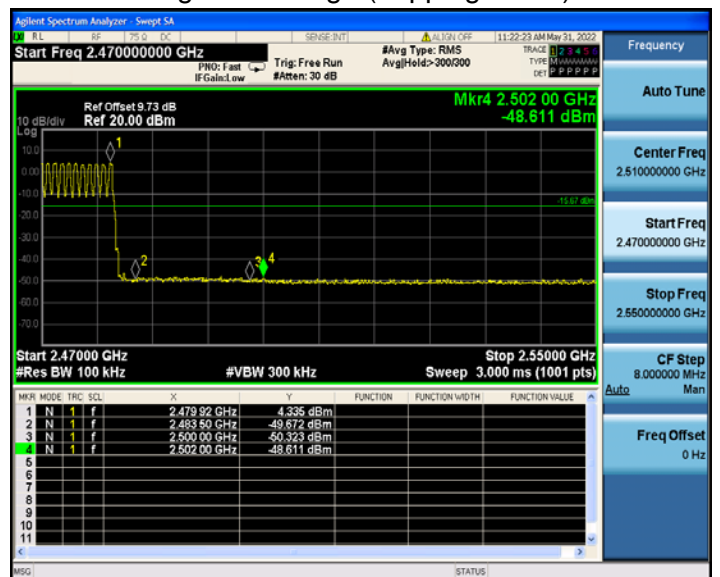 Agilent Spectrum Analyzer - Swept SA
RL RF 75 Ω DC SENSE:INT ALIGN OFF 11:22:23 AM May 31, 2022
Start Freq 2.470000000 GHz
PNO: Fast
IFGain:Low
Trig: Free Run
#Atten: 30 dB
#Avg Type: RMS
Avg|Hold:>300/300
TRACE 1 2 3 4 5 6
TYPE MWWWWW
DET P P P P P P
Frequency
Auto Tune
Center Freq
2.510000000 GHz
Start Freq
2.470000000 GHz
Stop Freq
2.550000000 GHz
CF Step
8.000000 MHz
Auto Man
Freq Offset
0 Hz
Mkr4 2.502 00 GHz
-48.611 dBm
Ref Offset 9.73 dB
10 dB/div Ref 20.00 dBm
Log
10.0
0.00
-10.0
-20.0
-30.0
-40.0
-50.0
-60.0
-70.0
1
2
3
4
-15.67 dBm
Start 2.47000 GHz Stop 2.55000 GHz
#Res BW 100 kHz #VBW 300 kHz Sweep 3.000 ms (1001 pts)
MKR MODE TRC SCL X Y FUNCTION FUNCTION WIDTH FUNCTION VALUE
1 N 1 f 2.479 92 GHz 4.335 dBm
2 N 1 f 2.483 50 GHz -49.672 dBm
3 N 1 f 2.500 00 GHz -50.323 dBm
4 N 1 f 2.502 00 GHz -48.611 dBm
5
6
7
8
9
10
11
MSG STATUS